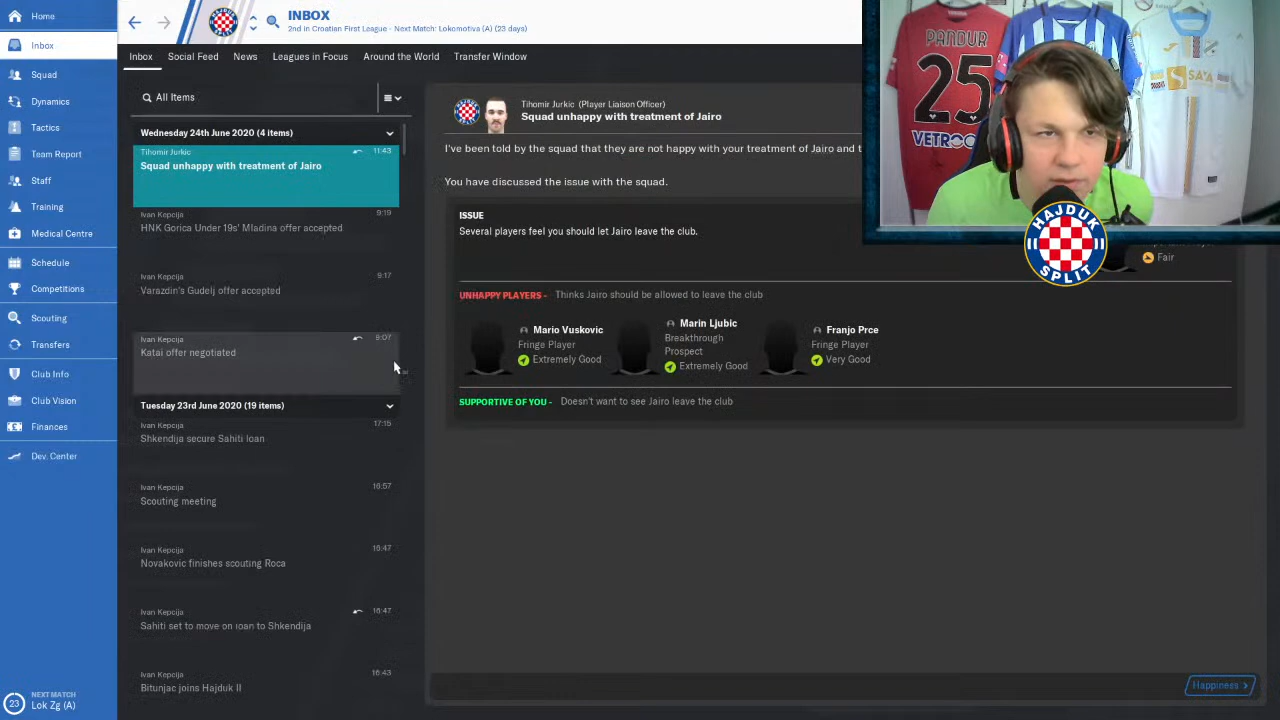 Home
Inbox
Squad
Dynamics
Tactics
Team Report
Staff
Training
Medical Centre
Schedule
Competitions
Scouting
Transfers
Club Info
Club Vision
Finances
Dev. Center
23
NEXT MATCH
Lok Zg (A)
INBOX
2nd in Croatian First League - Next Match: Lokomotiva (A) (23 days)
Inbox Social Feed News Leagues in Focus Around the World Transfer Window
All Items
Wednesday 24th June 2020 (4 items)
Tihomir Jurkic 11:43
Squad unhappy with treatment of Jairo
Ivan Kepcija 9:19
HNK Gorica Under 19s' Mladina offer accepted
Ivan Kepcija 9:17
Varazdin's Gudelj offer accepted
Ivan Kepcija 9:07
Katai offer negotiated
Tuesday 23rd June 2020 (19 items)
Ivan Kepcija 17:15
Shkendija secure Sahiti loan
Ivan Kepcija 16:57
Scouting meeting
Ivan Kepcija 16:47
Novakovic finishes scouting Roca
Ivan Kepcija 16:47
Sahiti set to move on loan to Shkendija
Ivan Kepcija 16:43
Bitunjac joins Hajduk II
Tihomir Jurkic (Player Liaison Officer)
Squad unhappy with treatment of Jairo
I've been told by the squad that they are not happy with your treatment of Jairo and t
You have discussed the issue with the squad.
ISSUE
Several players feel you should let Jairo leave the club.
Fair
UNHAPPY PLAYERS - Thinks Jairo should be allowed to leave the club
Mario Vuskovic
Fringe Player
Extremely Good
Marin Ljubic
Breakthrough
Prospect
Extremely Good
Franjo Prce
Fringe Player
Very Good
SUPPORTIVE OF YOU - Doesn't want to see Jairo leave the club
Happiness >
PANDUR
25
VETRO
SA'A
HAJDUK
SPLIT